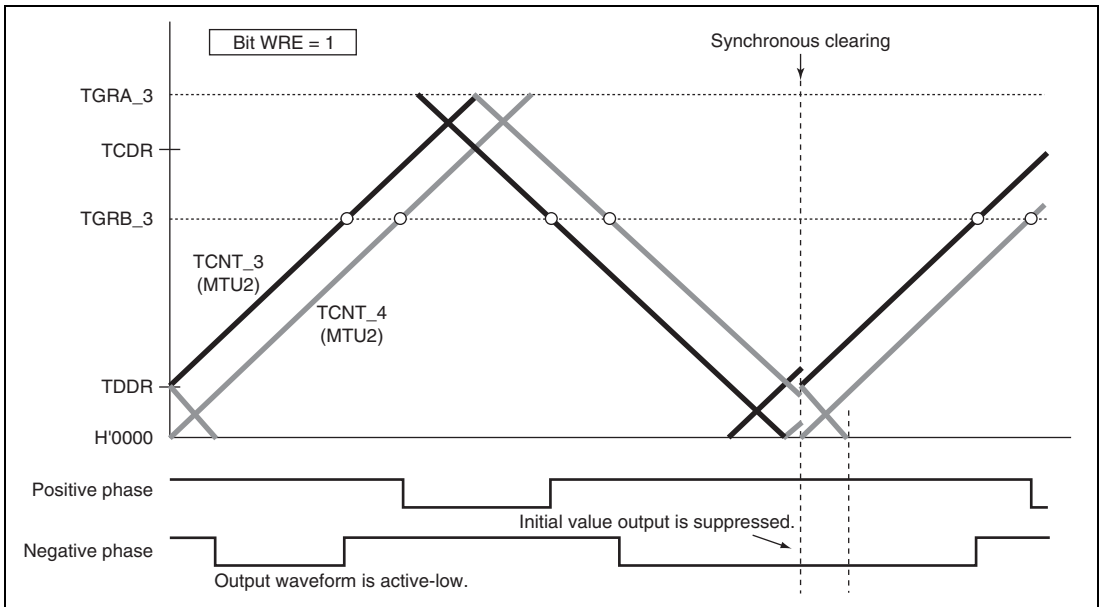 Bit WRE = 1
Synchronous clearing
TGRA_3
TCDR
TGRB_3
TCNT_3
(MTU2)
TCNT_4
(MTU2)
TDDR
H'0000
Positive phase
Initial value output is suppressed.
Negative phase
Output waveform is active-low.